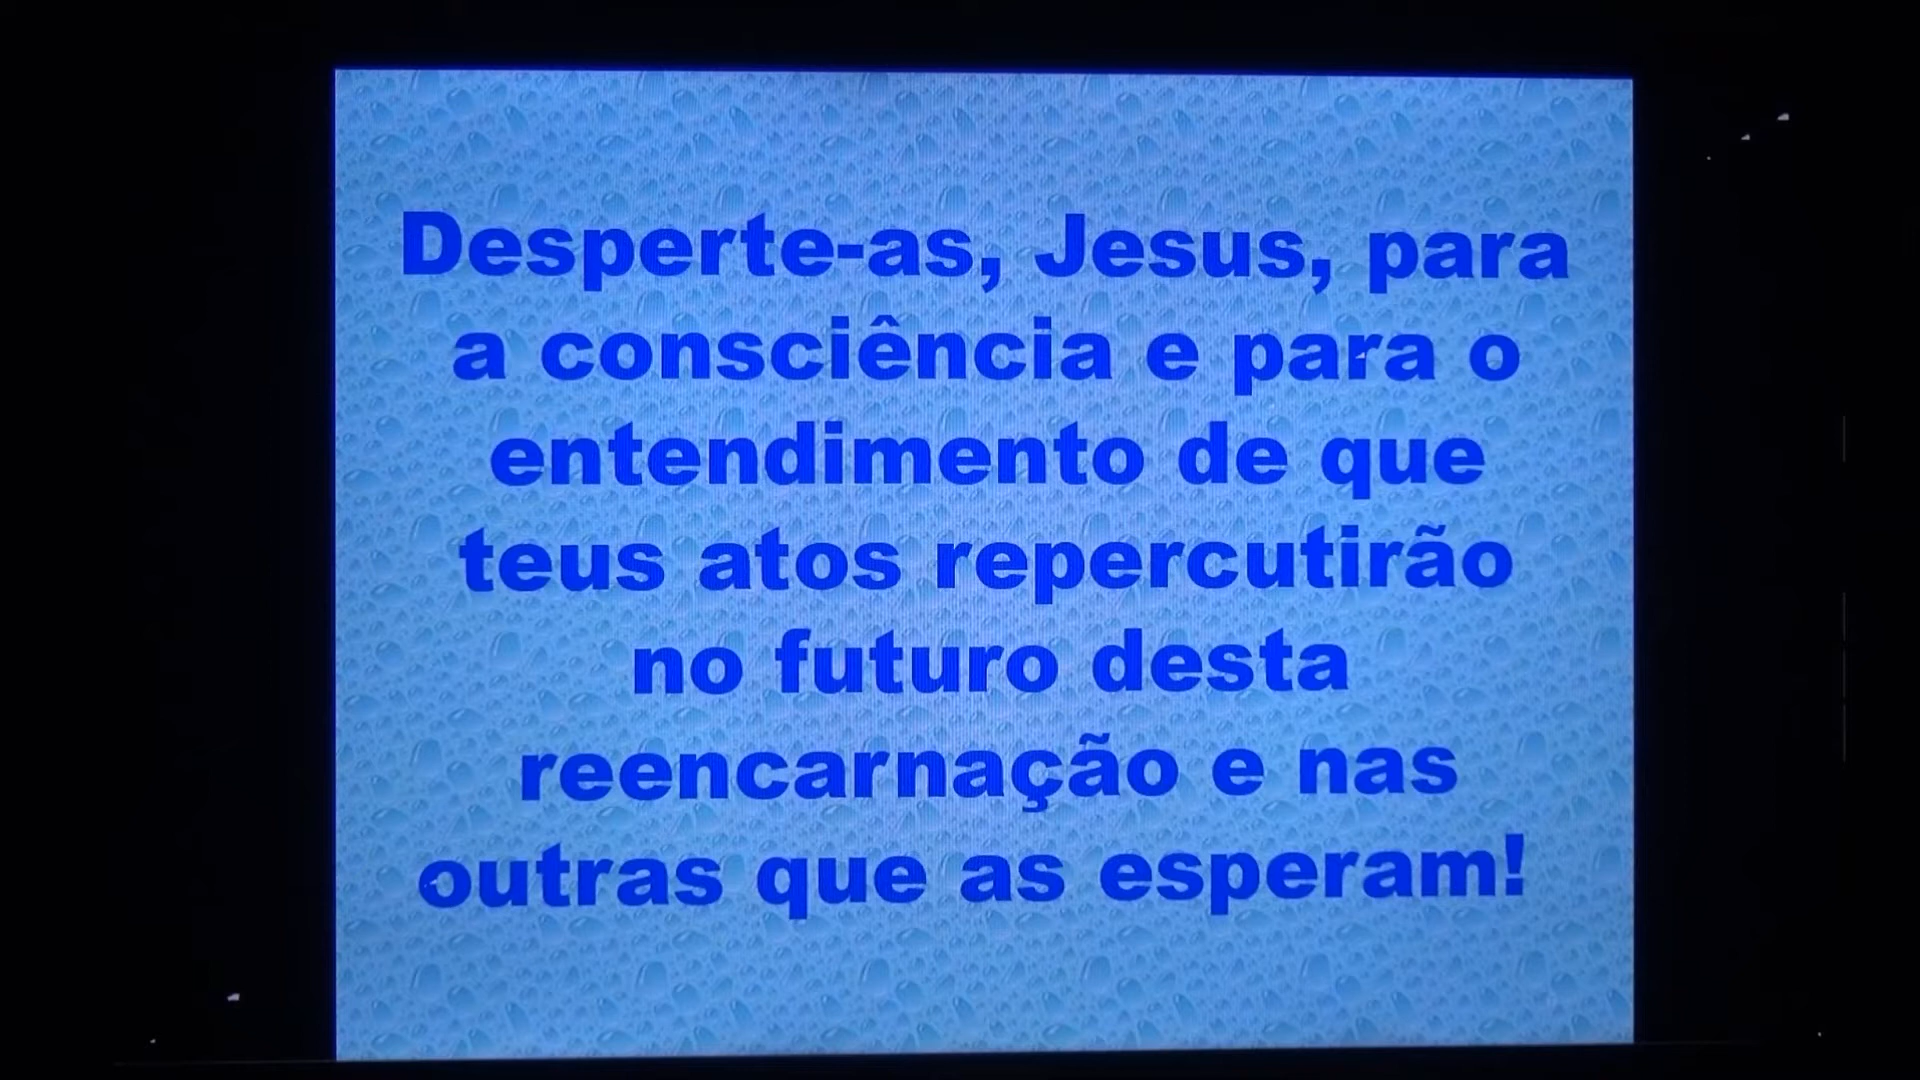 Desperte-as, Jesus, para
a consciência e para o
entendimento de que
teus atos repercutirão
no futuro desta
reencarnação e nas
outras que as esperam!